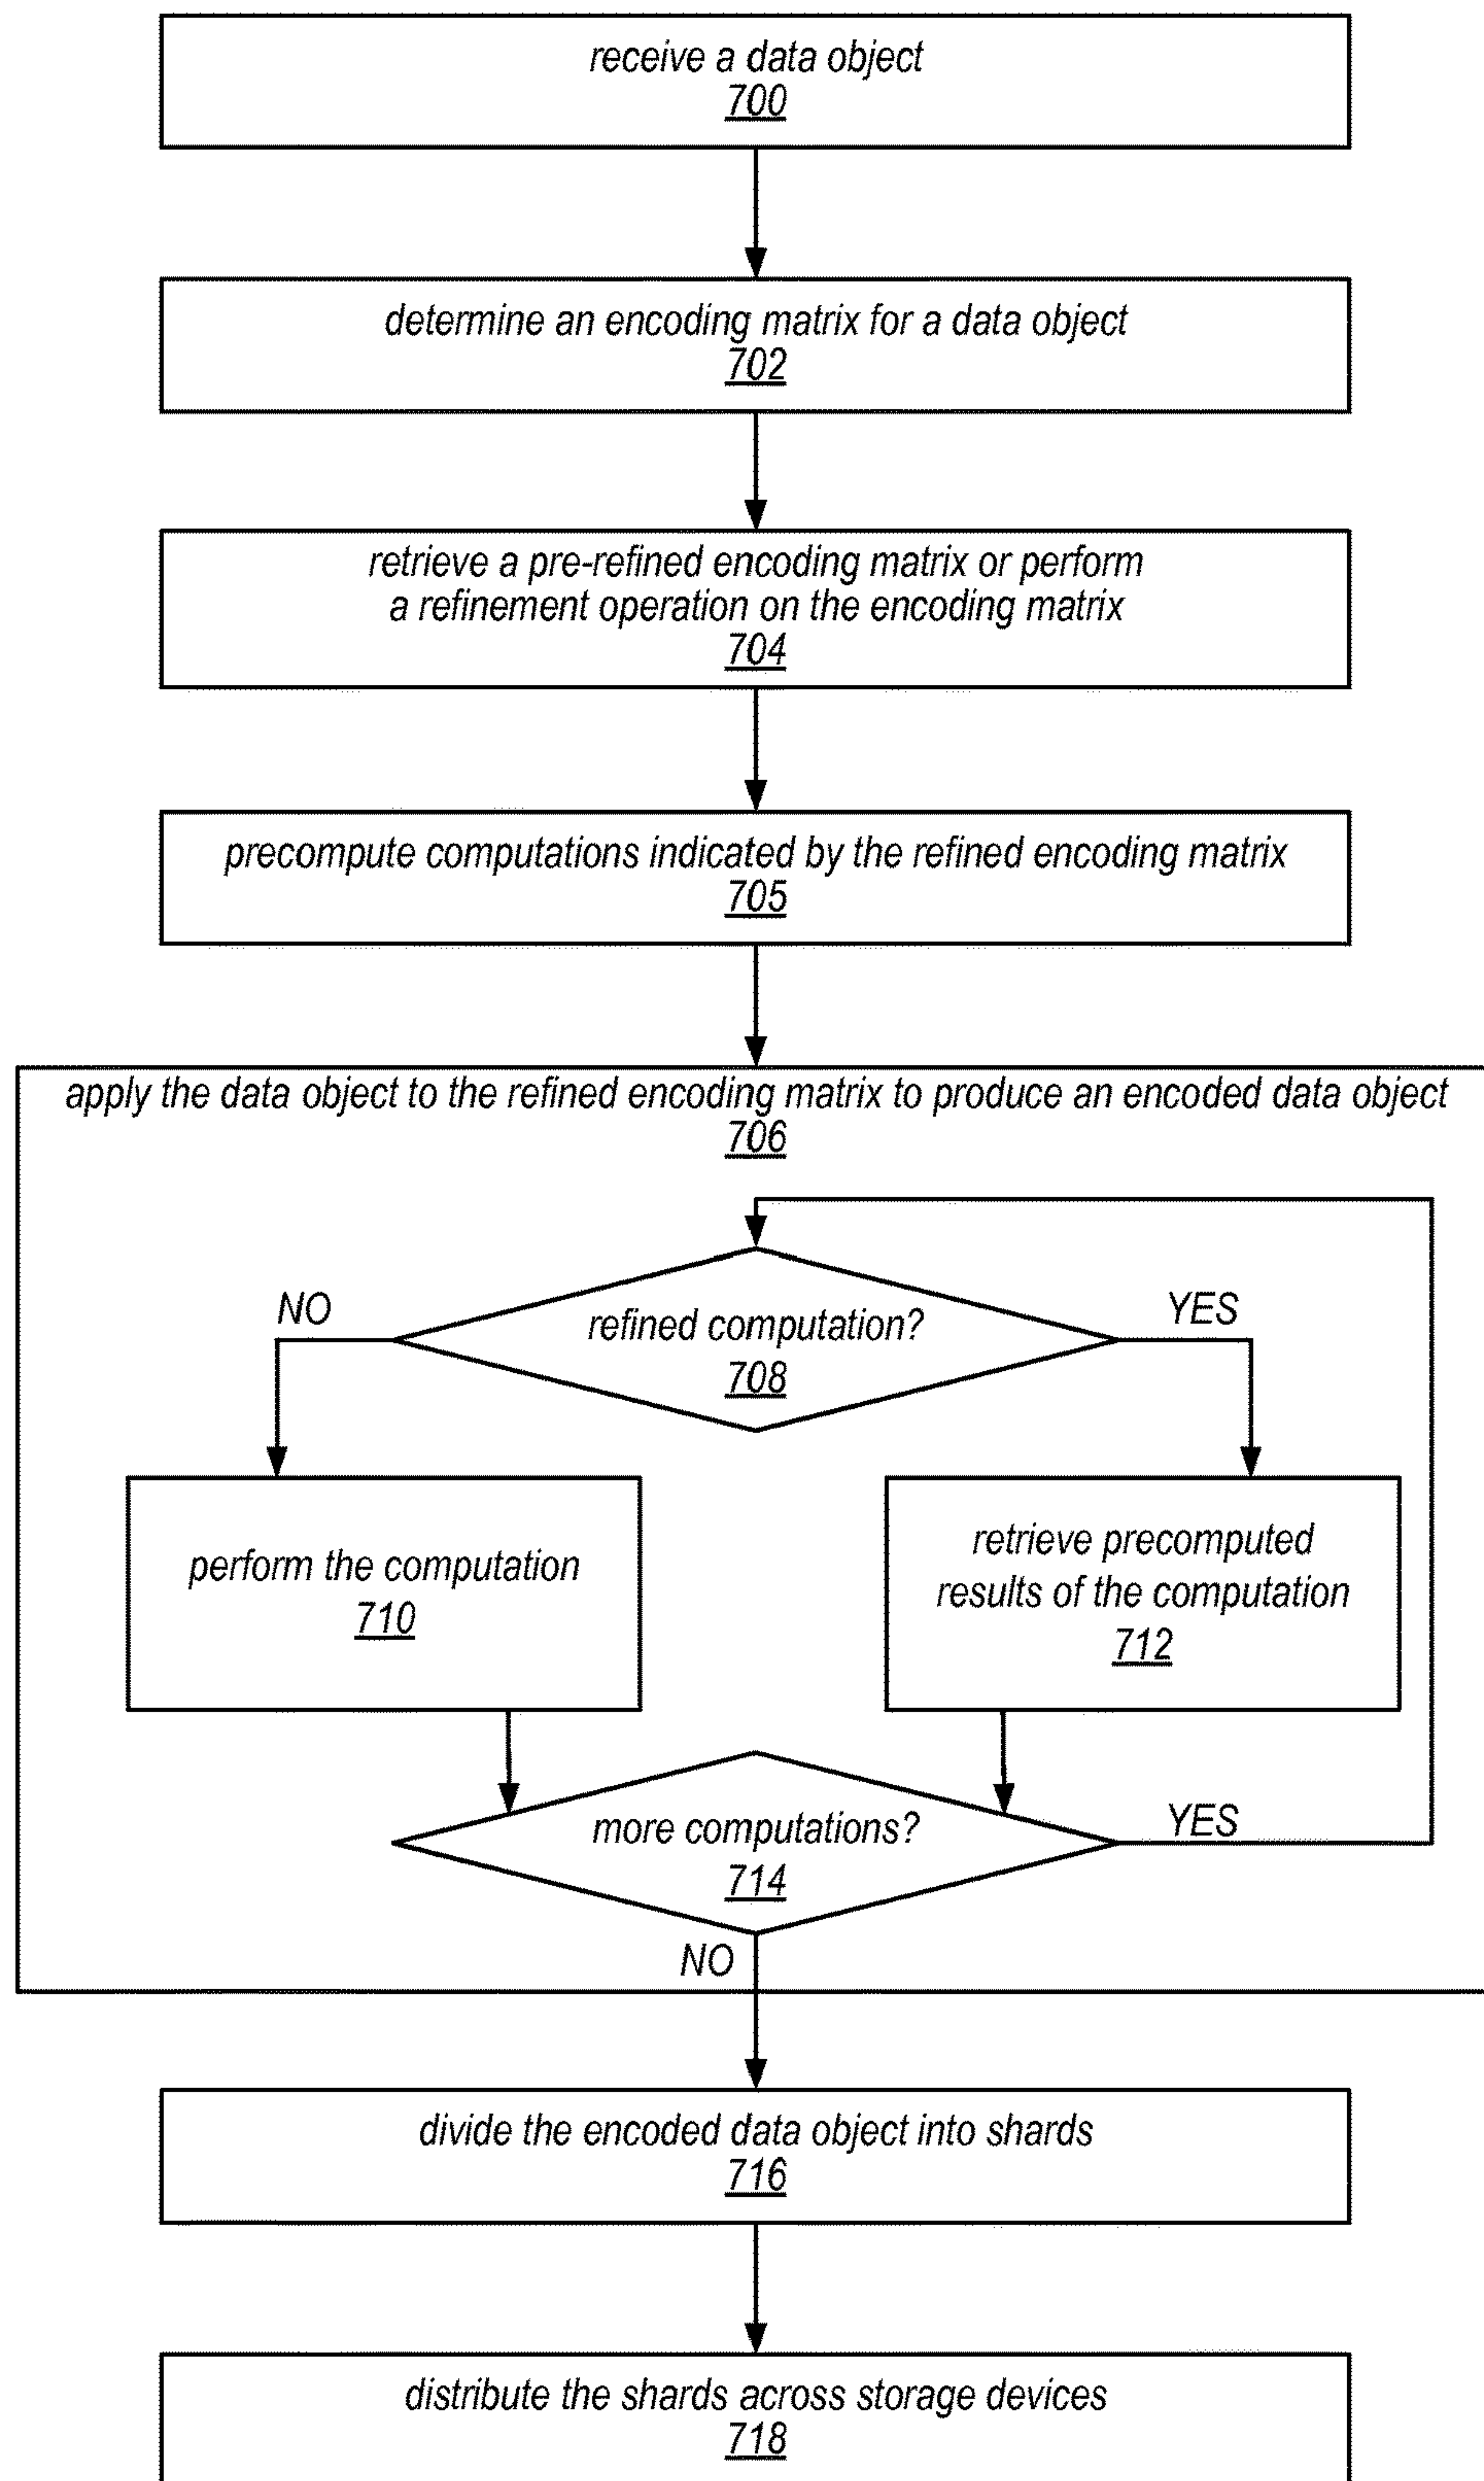 receive a data object
700
determine an encoding matrix for a data object
702
retrieve a pre-refined encoding matrix or perform
a refinement operation on the encoding matrix
704
precompute computations indicated by the refined encoding matrix
705
apply the data object to the refined encoding matrix to produce an encoded data object
706
NO
YES
refined computation?
708
perform the computation
710
retrieve precomputed
results of the computation
712
more computations?
714
YES
NO
divide the encoded data object into shards
716
distribute the shards across storage devices
718